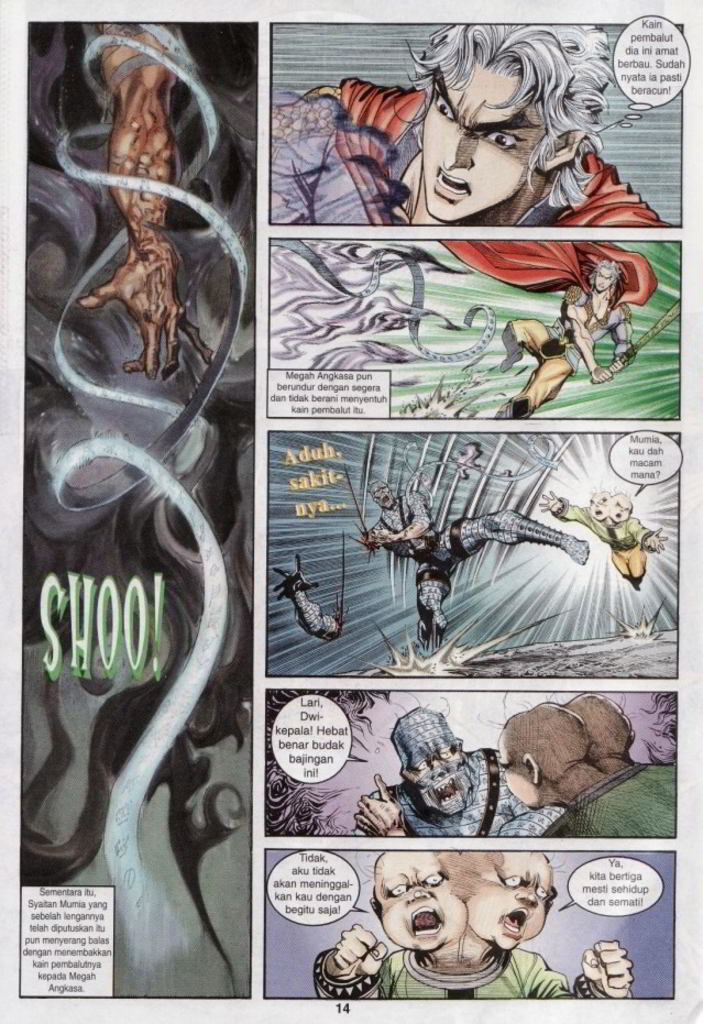 SHOO!
Sementara itu,
Syaitan Mumia yang
sebelah lengannya
telah diputuskan itu
pun menyerang balas
dengan menembakkan
kain pembalutnya
kepada Megah
Angkasa.
Kain
pembalut
dia ini amat
berbau. Sudah
nyata ia pasti
beracun!
Megah Angkasa pun
berundur dengan segera
dan tidak berani menyentuh
kain pembalut itu.
Aduh,
sakit-
nya...
Mumia,
kau dah
macam
mana?
Lari,
Dwi-
kepala! Hebat
benar budak
bajingan
ini!
Tidak,
aku tidak
akan meninggal-
kan kau dengan
begitu saja!
Ya,
kita bertiga
mesti sehidup
dan semati!
14